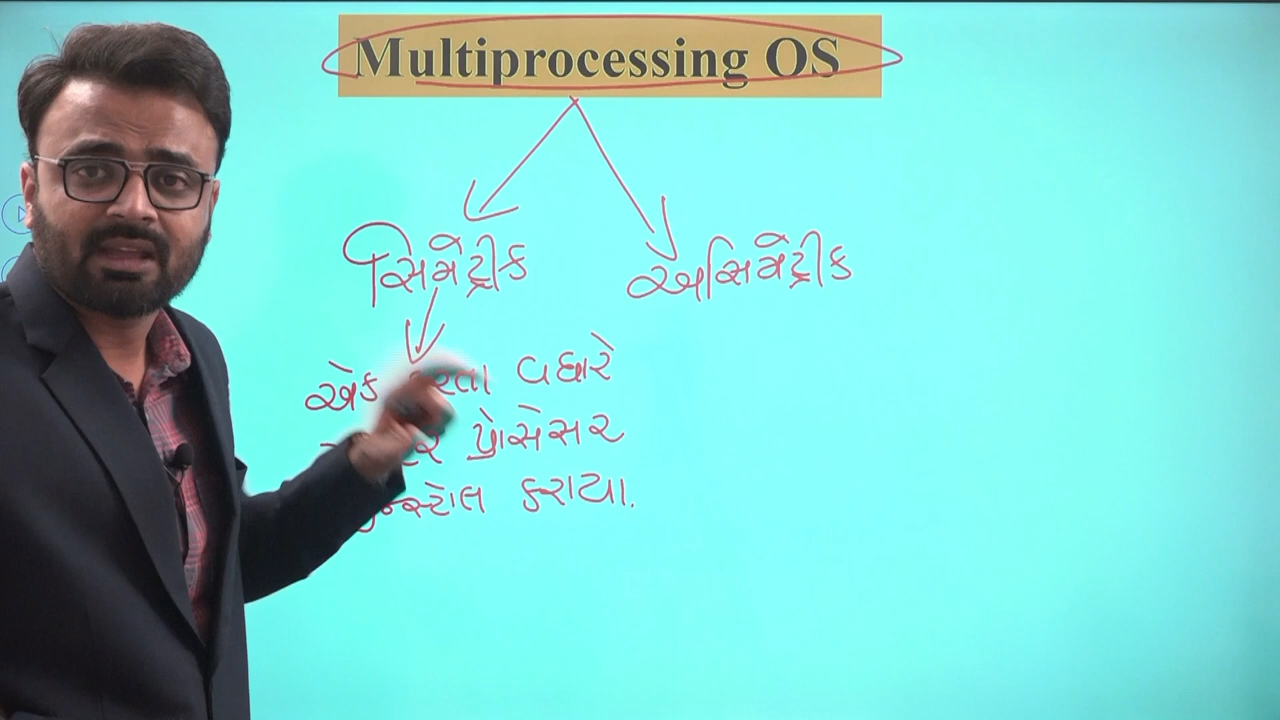 Multiprocessing OS
સિમેટ્રીક અસિમેટ્રીક
એક વધારે
પ્રોસેસર
કરાયા.